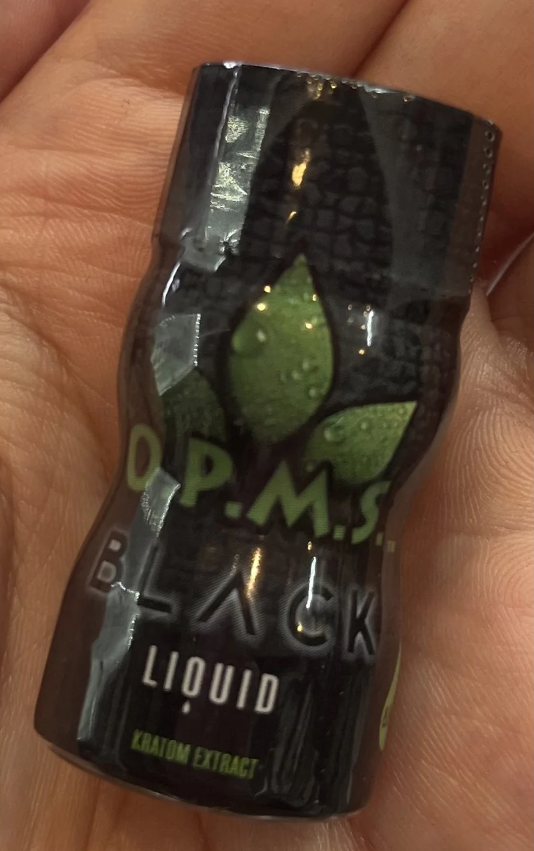 O.P.M.S.
BLACK
LIQUID
KRATOM EXTRACT